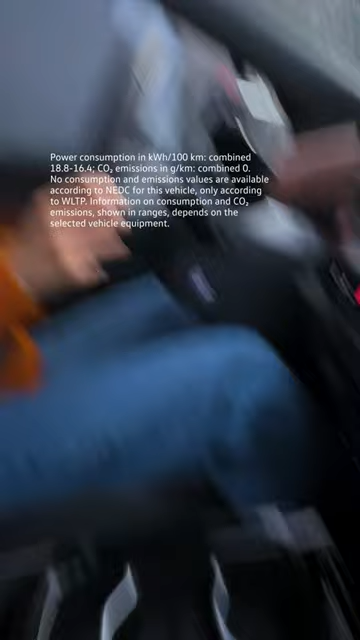 Power consumption in kWh/100 km: combined
18.8-16.4; CO₂ emissions in g/km: combined 0.
No consumption and emissions values are available
according to NEDC for this vehicle, only according
to WLTP. Information on consumption and CO₂
emissions, shown in ranges, depends on the
selected vehicle equipment.